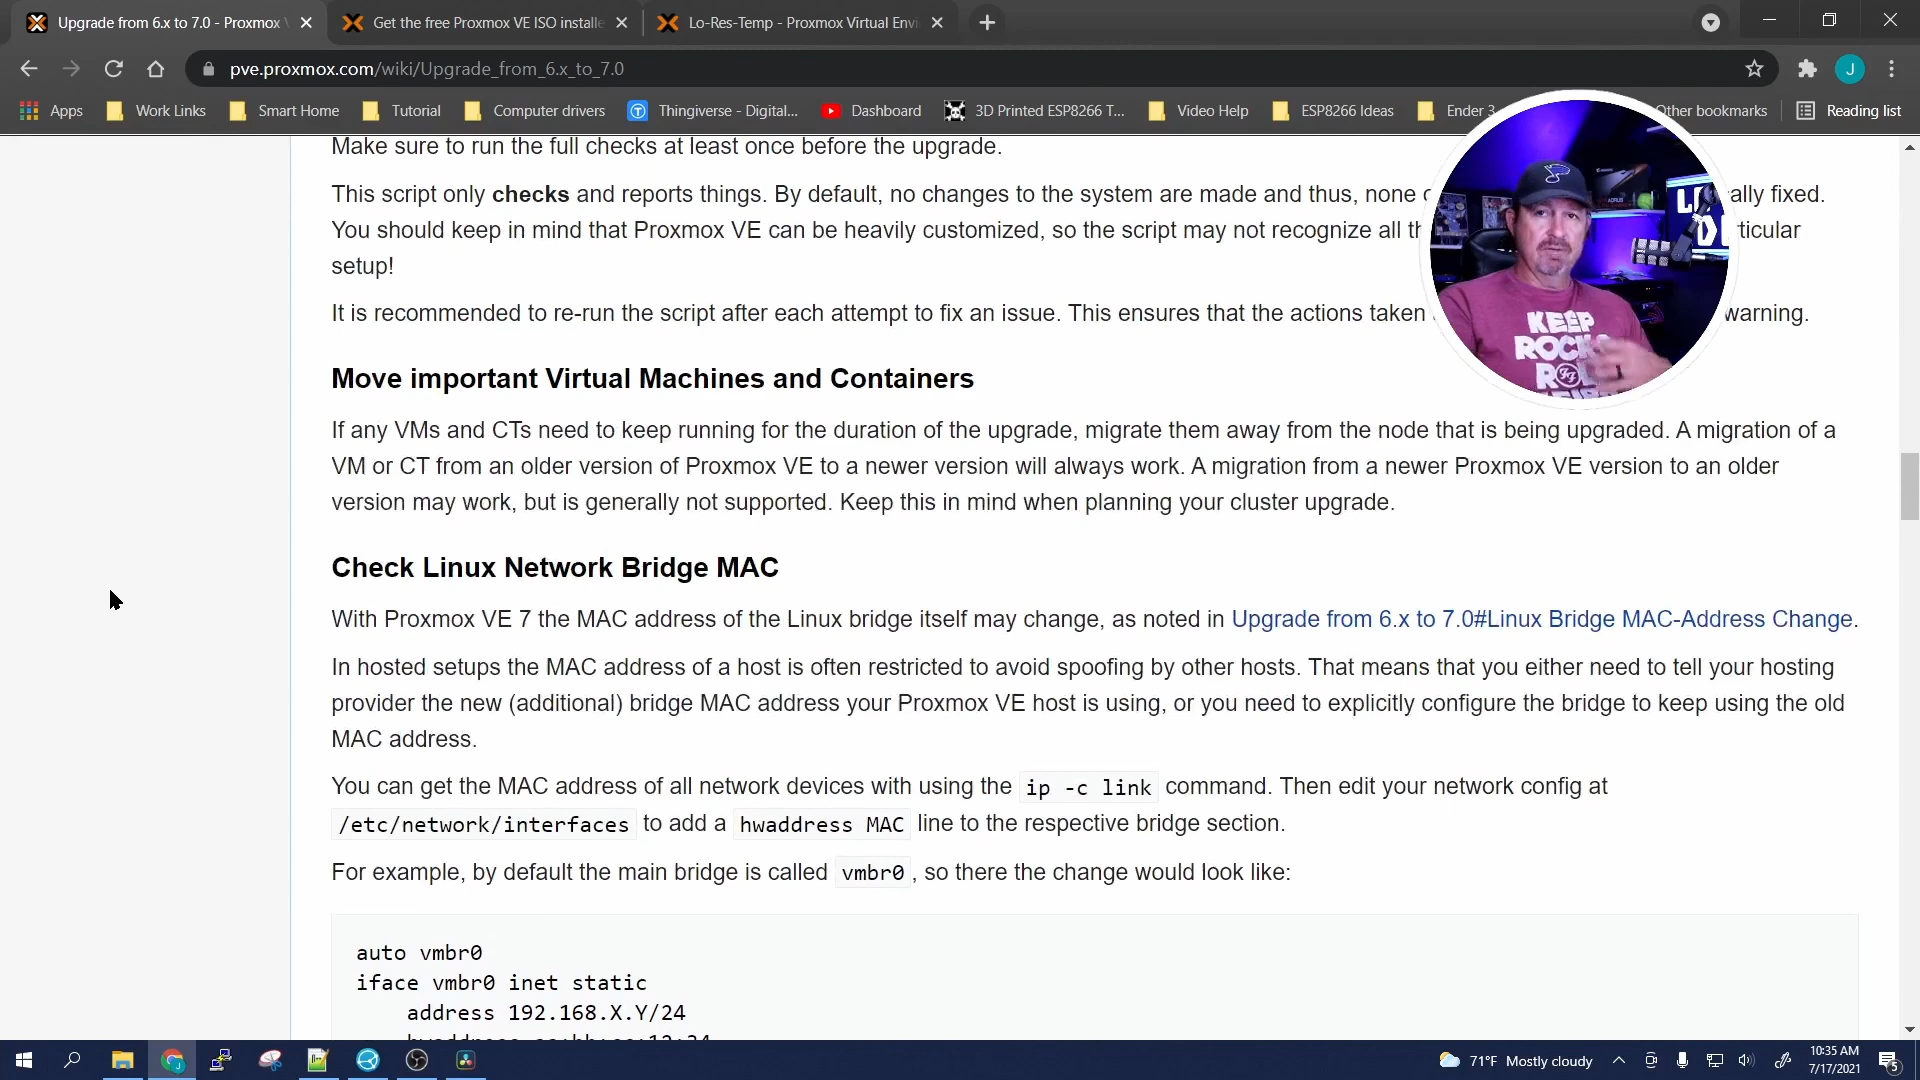 Upgrade from 6.x to 7.0 - Proxmox
Get the free Proxmox VE ISO installe
Lo-Res-Temp - Proxmox Virtual Envi
pve.proxmox.com/wiki/Upgrade_from_6.x_to_7.0
J
Apps Work Links Smart Home Tutorial Computer drivers Thingiverse - Digital... Dashboard 3D Printed ESP8266 T... Video Help ESP8266 Ideas Ender 3 Other bookmarks Reading list
Make sure to run the full checks at least once before the upgrade.
This script only checks and reports things. By default, no changes to the system are made and thus, none ally fixed.
You should keep in mind that Proxmox VE can be heavily customized, so the script may not recognize all th rticular
setup!
It is recommended to re-run the script after each attempt to fix an issue. This ensures that the actions taken warning.
KEEP
ROCK
Move important Virtual Machines and Containers
If any VMs and CTs need to keep running for the duration of the upgrade, migrate them away from the node that is being upgraded. A migration of a
VM or CT from an older version of Proxmox VE to a newer version will always work. A migration from a newer Proxmox VE version to an older
version may work, but is generally not supported. Keep this in mind when planning your cluster upgrade.
Check Linux Network Bridge MAC
With Proxmox VE 7 the MAC address of the Linux bridge itself may change, as noted in Upgrade from 6.x to 7.0#Linux Bridge MAC-Address Change.
In hosted setups the MAC address of a host is often restricted to avoid spoofing by other hosts. That means that you either need to tell your hosting
provider the new (additional) bridge MAC address your Proxmox VE host is using, or you need to explicitly configure the bridge to keep using the old
MAC address.
You can get the MAC address of all network devices with using the ip -c link command. Then edit your network config at
/etc/network/interfaces to add a hwaddress MAC line to the respective bridge section.
For example, by default the main bridge is called vmbr0, so there the change would look like:
auto vmbr0
iface vmbr0 inet static
address 192.168.X.Y/24
71°F Mostly cloudy
10:35 AM
7/17/2021
5